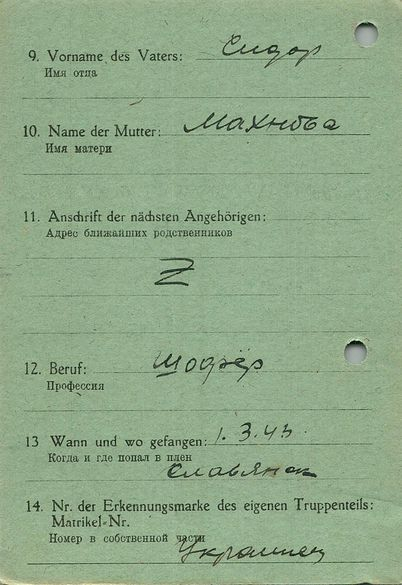 9. Vorname des Vaters: Сидор
Имя отца
10. Name der Mutter: Махнова
Имя матери
11. Anschrift der nächsten Angehörigen:
Адрес ближайших родственников
Z
12. Beruf: шофёр
Профессия
13 Wann und wo gefangen: 1.3.43
Когда и где попал в плен
Славянск
14. Nr. der Erkennungsmarke des eigenen Truppenteils:
Matrikel-Nr.
Номер в собственной части
Украинец